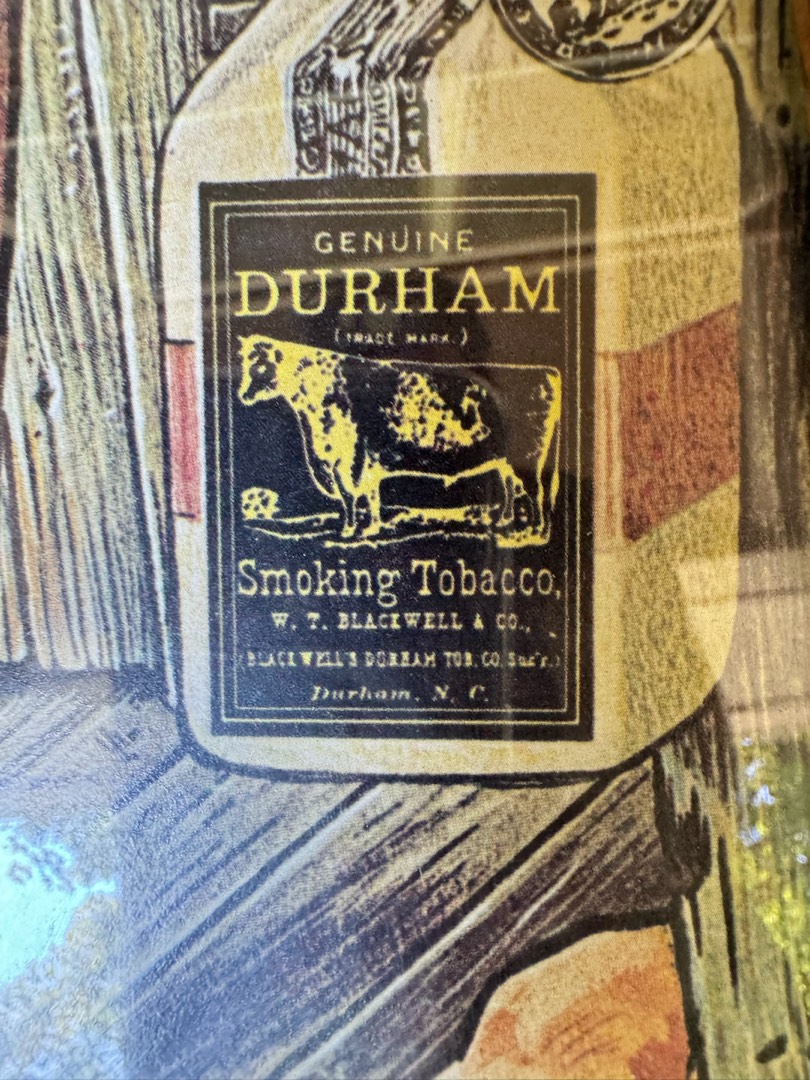 GENUINE
DURHAM
(TRADE MARK.)
Smoking Tobacco,
W. T. BLACKWELL & CO.,
(BLACKWELL'S DURHAM TOB. CO. Suc'r.)
Durham, N. C.